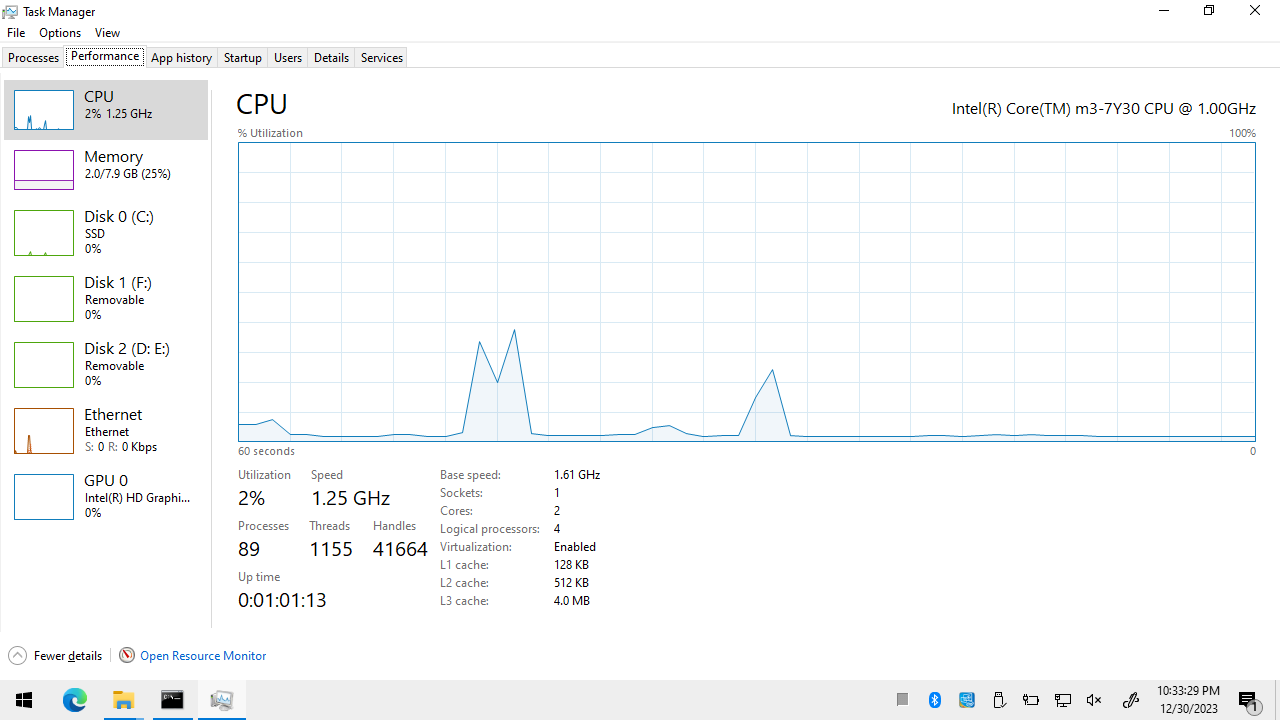 Task Manager
File Options View
Processes Performance App history Startup Users Details Services
CPU
2% 1.25 GHz
Memory
2.0/7.9 GB (25%)
Disk 0 (C:)
SSD
0%
Disk 1 (F:)
Removable
0%
Disk 2 (D: E:)
Removable
0%
Ethernet
Ethernet
S: 0 R: 0 Kbps
GPU 0
Intel(R) HD Graphi...
0%
CPU
Intel(R) Core(TM) m3-7Y30 CPU @ 1.00GHz
% Utilization 100%
60 seconds 0
Utilization Speed
2% 1.25 GHz
Processes Threads Handles
89 1155 41664
Up time
0:01:01:13
Base speed: 1.61 GHz
Sockets: 1
Cores: 2
Logical processors: 4
Virtualization: Enabled
L1 cache: 128 KB
L2 cache: 512 KB
L3 cache: 4.0 MB
Fewer details Open Resource Monitor
10:33:29 PM
12/30/2023
1